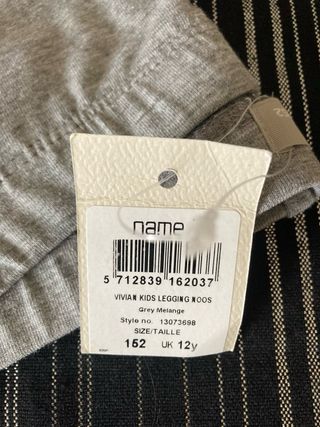 name
5 712839 162037
VIVIAN KIDS LEGGING NOOS
Grey Melange
Style no. 13073698
SIZE/TAILLE
152 UK 12y